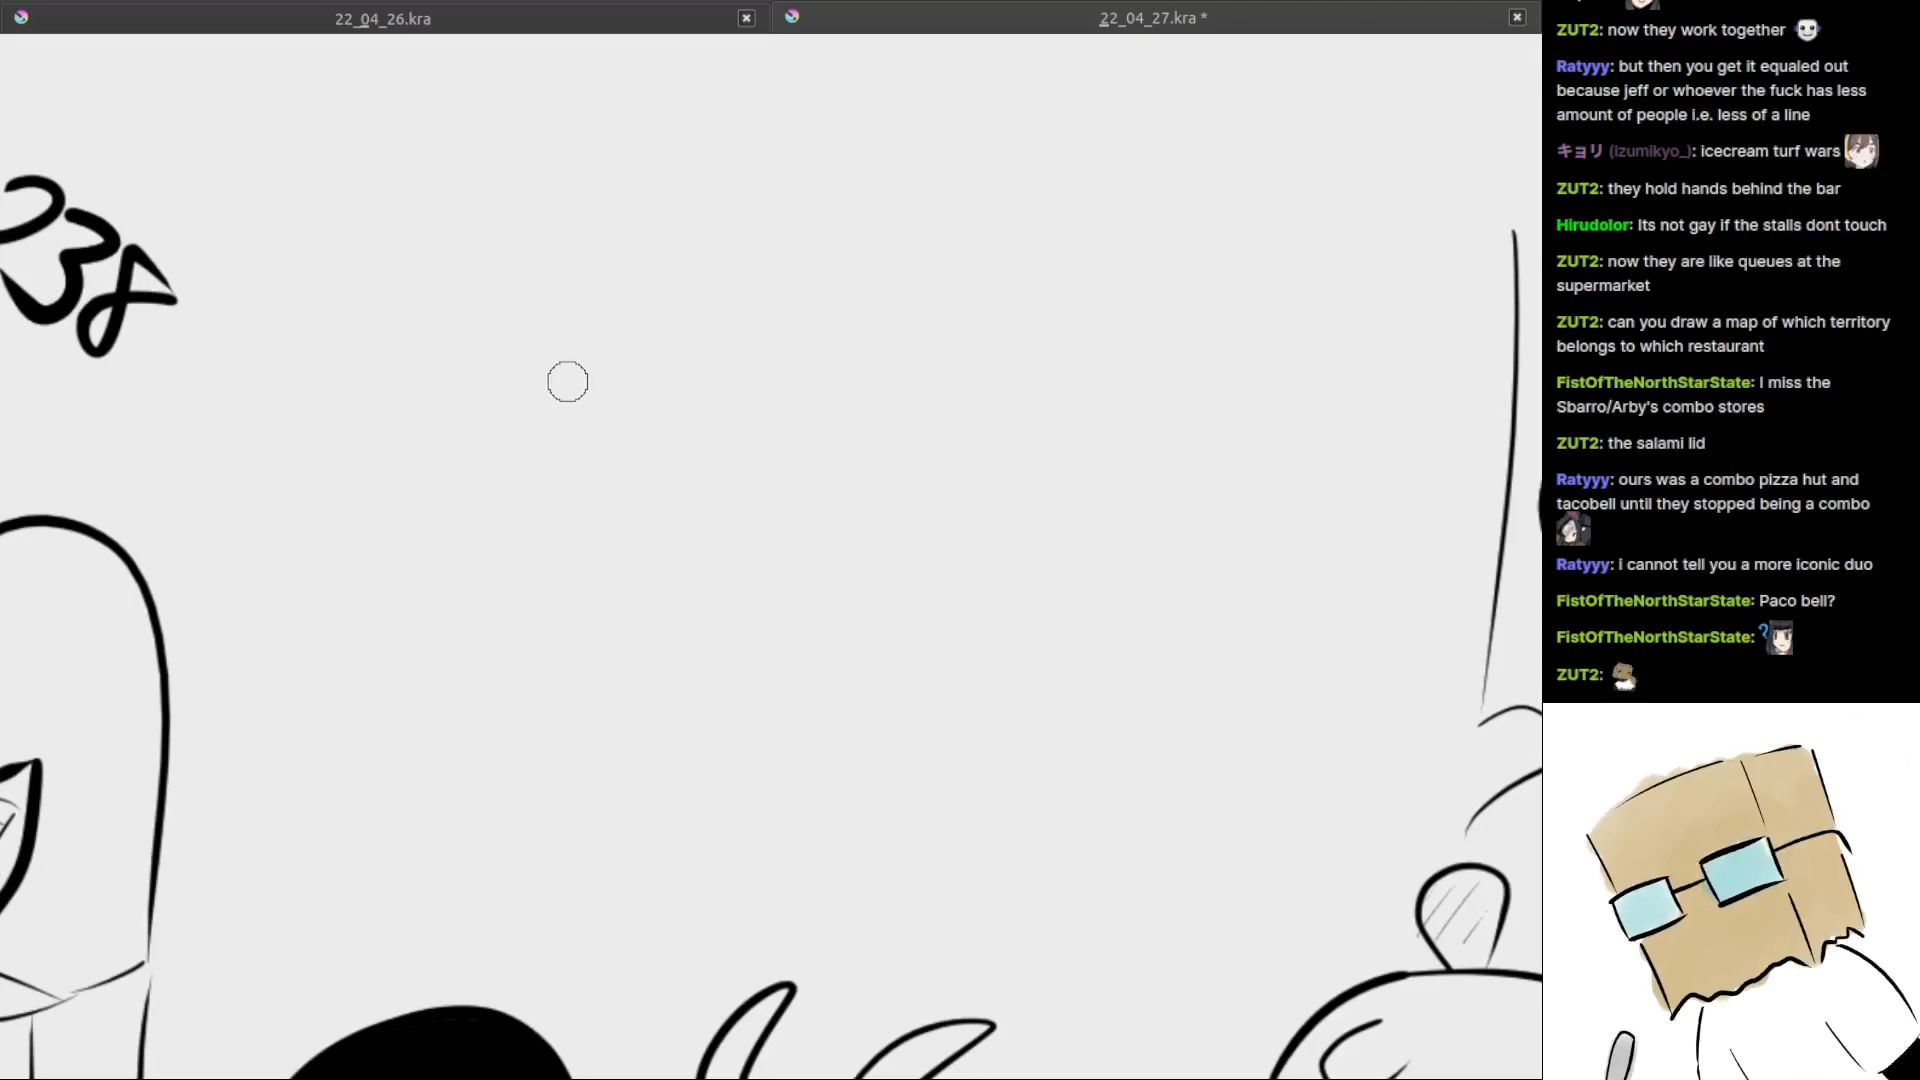 22_04_26.kra
22_04_27.kra *
38
ZUT2: now they work together
Ratyyy: but then you get it equaled out
because jeff or whoever the fuck has less
amount of people i.e. less of a line
キョリ (izumikyo_): icecream turf wars
ZUT2: they hold hands behind the bar
Hirudolor: Its not gay if the stalls dont touch
ZUT2: now they are like queues at the
supermarket
ZUT2: can you draw a map of which territory
belongs to which restaurant
FistOfTheNorthStarState: I miss the
Sbarro/Arby's combo stores
ZUT2: the salami lid
Ratyyy: ours was a combo pizza hut and
tacobell until they stopped being a combo
Ratyyy: i cannot tell you a more iconic duo
FistOfTheNorthStarState: Paco bell?
FistOfTheNorthStarState:
ZUT2: